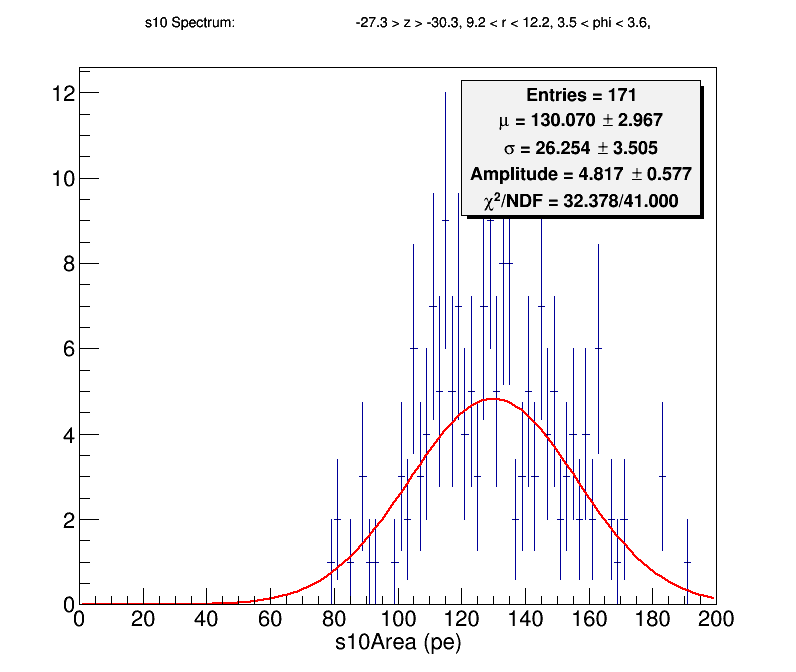 s10 Spectrum: -27.3 > z > -30.3, 9.2 < r < 12.2, 3.5 < phi < 3.6,
Entries = 171
μ = 130.070 ± 2.967
σ = 26.254 ± 3.505
Amplitude = 4.817 ± 0.577
χ²/NDF = 32.378/41.000
12
10
8
6
4
2
0
0 20 40 60 80 100 120 140 160 180 200
s10Area (pe)